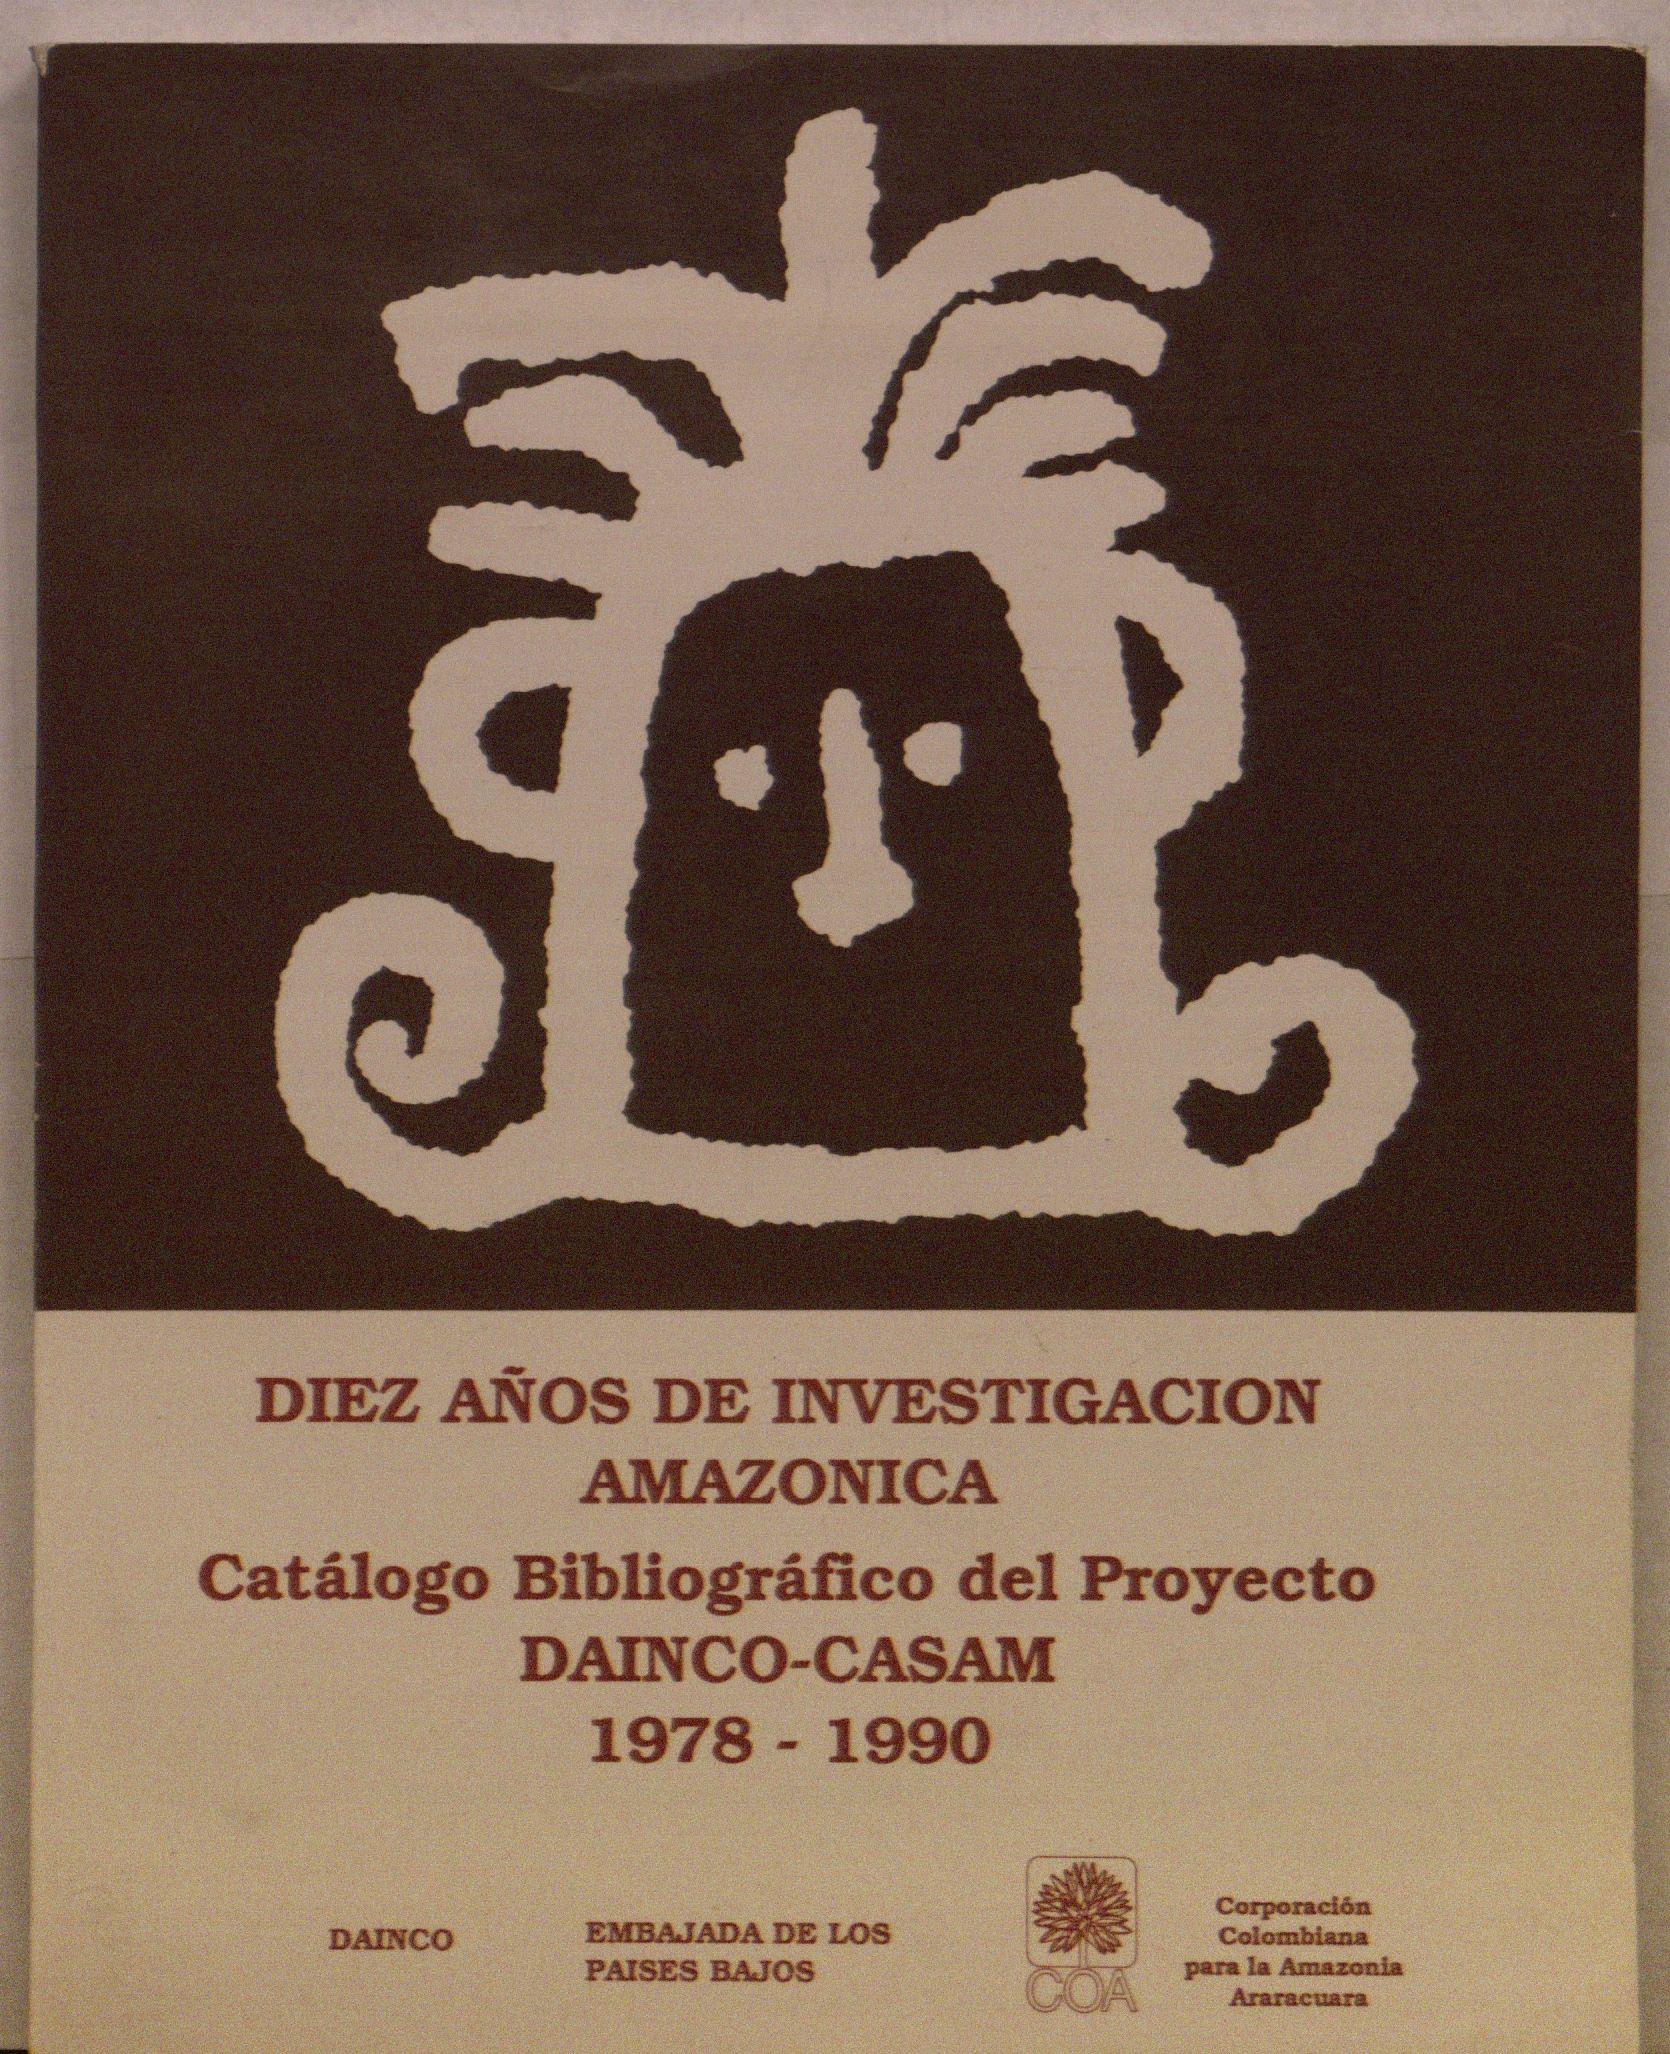 DIEZ AÑOS DE INVESTIGACION
AMAZONICA
Catálogo Bibliográfico del Proyecto
DAINCO-CASAM
1978 - 1990
DAINCO
EMBAJADA DE LOS
PAISES BAJOS
COA
Corporación
Colombiana
para la Amazonia
Araracuara